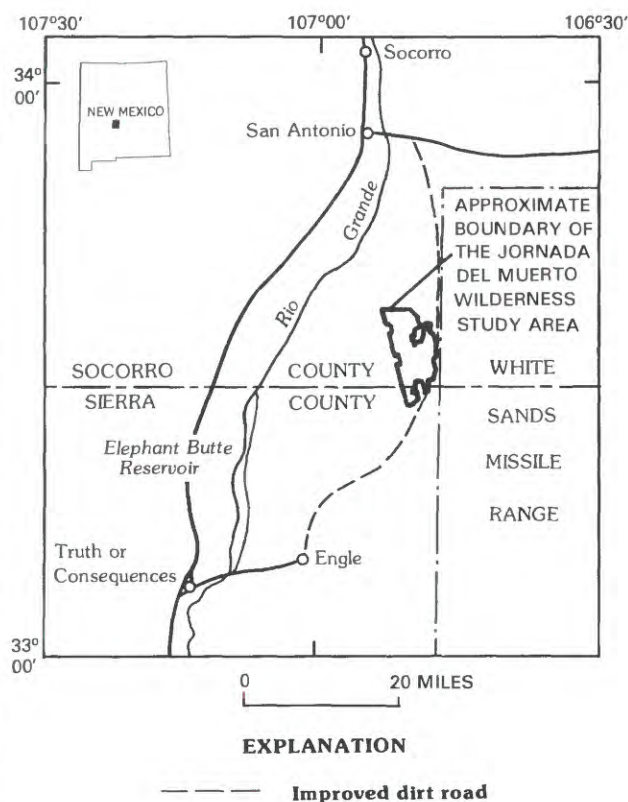 107°30'
107°00'
106°30'
34°
00'
Socorro
NEW MEXICO
San Antonio
Rio Grande
APPROXIMATE
BOUNDARY OF
THE JORNADA
DEL MUERTO
WILDERNESS
STUDY AREA
SOCORRO COUNTY
SIERRA COUNTY
WHITE
SANDS
MISSILE
RANGE
Elephant Butte
Reservoir
Truth or
Consequences
Engle
33°
00'
0 20 MILES
EXPLANATION
Improved dirt road